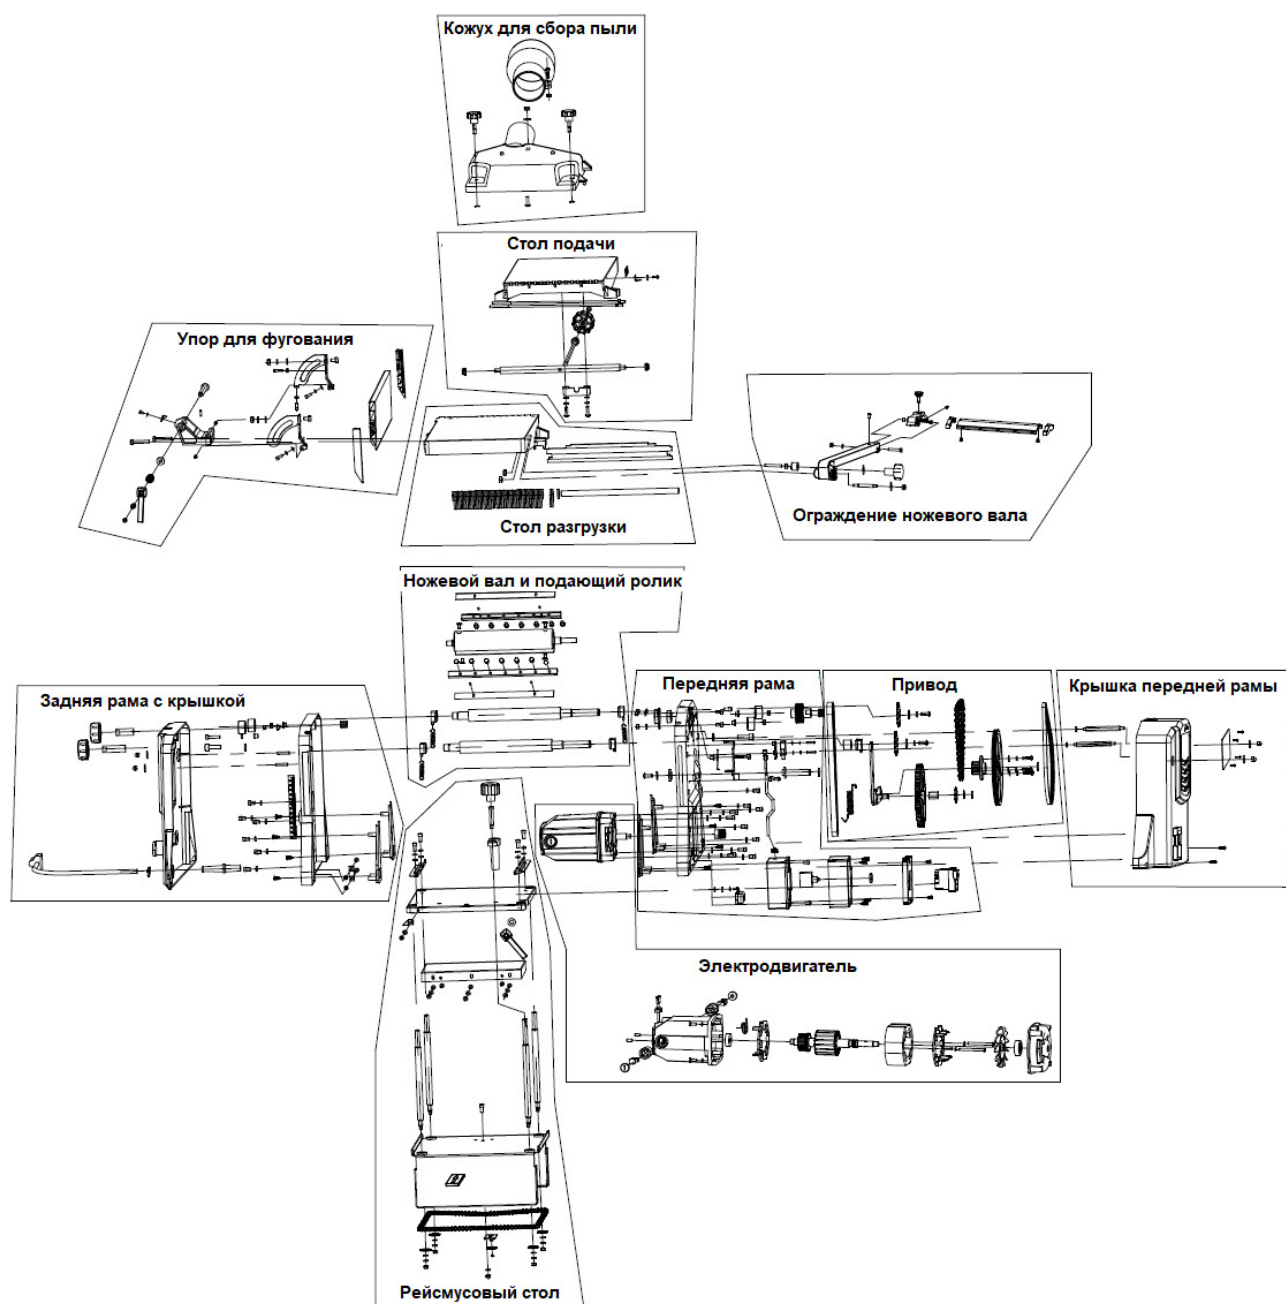 Кожух для сбора пыли
Стол подачи
Упор для фугования
Стол разгрузки
Ограждение ножевого вала
Ножевой вал и подающий ролик
Задняя рама с крышкой
Передняя рама
Привод
Крышка передней рамы
Электродвигатель
Рейсмусовый стол